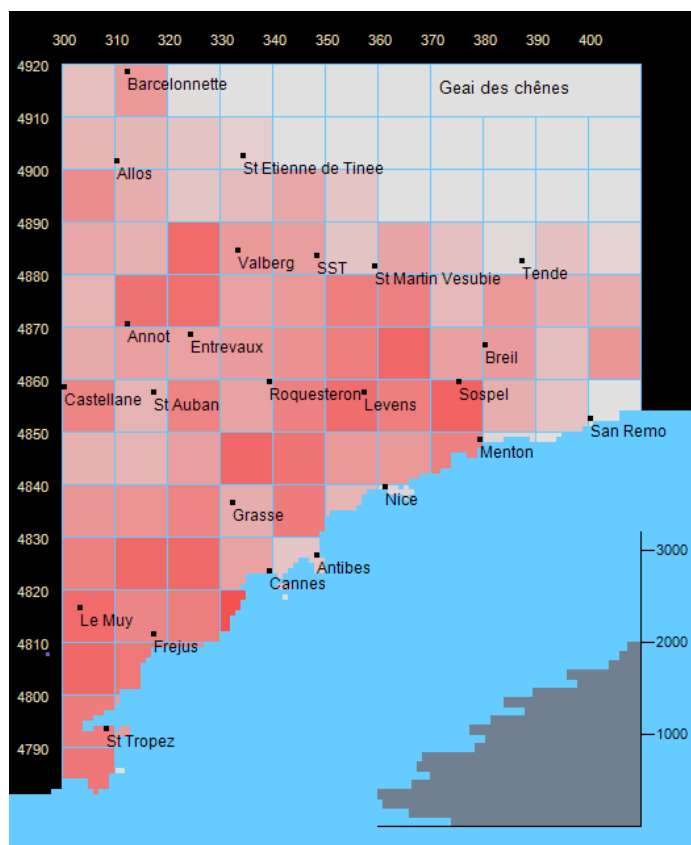 300 310 320 330 340 350 360 370 380 390 400
4920
Barcelonnette
Geai des chênes
4910
4900
Allos
St Etienne de Tinee
4890
Valberg
SST
St Martin Vesubie
Tende
4880
4870
Annot
Entrevaux
Breil
4860
Castellane
St Auban
Roquesteron
Levens
Sospel
4850
San Remo
Menton
4840
Nice
Grasse
4830
3000
Antibes
Cannes
4820
Le Muy
Frejus
4810
2000
4800
St Tropez
1000
4790